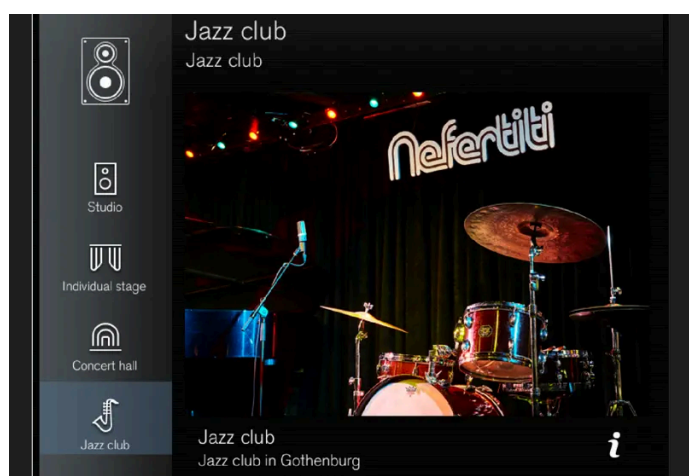 Jazz club
Jazz club
Nefertiti
Studio
Individual stage
Concert hall
Jazz club
Jazz club
Jazz club in Gothenburg
i